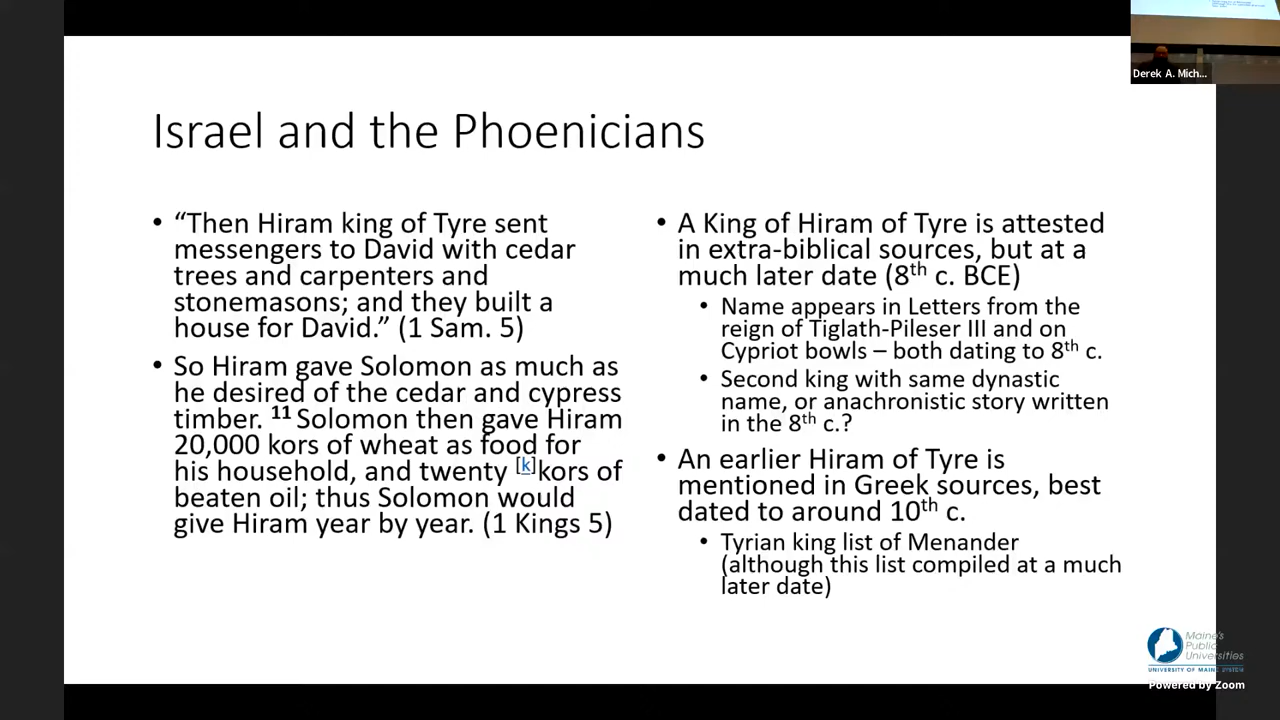 Derek A. Mich...
Israel and the Phoenicians
• “Then Hiram king of Tyre sent
messengers to David with cedar
trees and carpenters and
stonemasons; and they built a
house for David.” (1 Sam. 5)
• So Hiram gave Solomon as much as
he desired of the cedar and cypress
timber. 11 Solomon then gave Hiram
20,000 kors of wheat as food for
his household, and twenty [k]kors of
beaten oil; thus Solomon would
give Hiram year by year. (1 Kings 5)
• A King of Hiram of Tyre is attested
in extra-biblical sources, but at a
much later date (8th c. BCE)
• Name appears in Letters from the
reign of Tiglath-Pileser III and on
Cypriot bowls – both dating to 8th c.
• Second king with same dynastic
name, or anachronistic story written
in the 8th c.?
• An earlier Hiram of Tyre is
mentioned in Greek sources, best
dated to around 10th c.
• Tyrian king list of Menander
(although this list compiled at a much
later date)
Maine's
Public
Universities
UNIVERSITY OF MAINE SYSTEM
Powered by Zoom